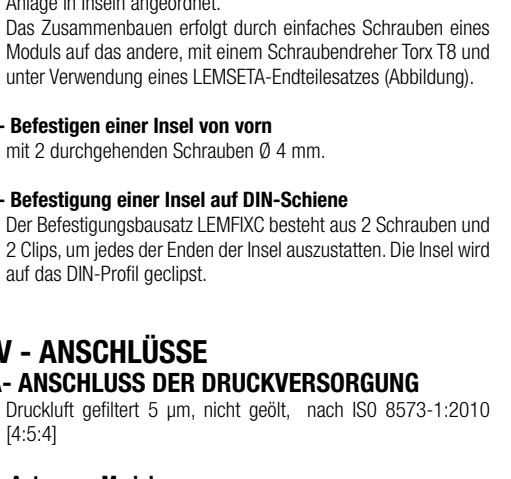 Anlage in Inseln angeordnet.
Das Zusammenbauen erfolgt durch einfaches Schrauben eines
Moduls auf das andere, mit einem Schraubendreher Torx T8 und
unter Verwendung eines LEMSETA-Endteilesatzes (Abbildung).
- Befestigen einer Insel von vorn
mit 2 durchgehenden Schrauben Ø 4 mm.
- Befestigung einer Insel auf DIN-Schiene
Der Befestigungsbausatz LEMFIXC besteht aus 2 Schrauben und
2 Clips, um jedes der Enden der Insel auszustatten. Die Insel wird
auf das DIN-Profil geclipst.
V - ANSCHLÜSSE
A- ANSCHLUSS DER DRUCKVERSORGUNG
Druckluft gefiltert 5 µm, nicht geölt, nach IS0 8573-1:2010
[4:5:4]